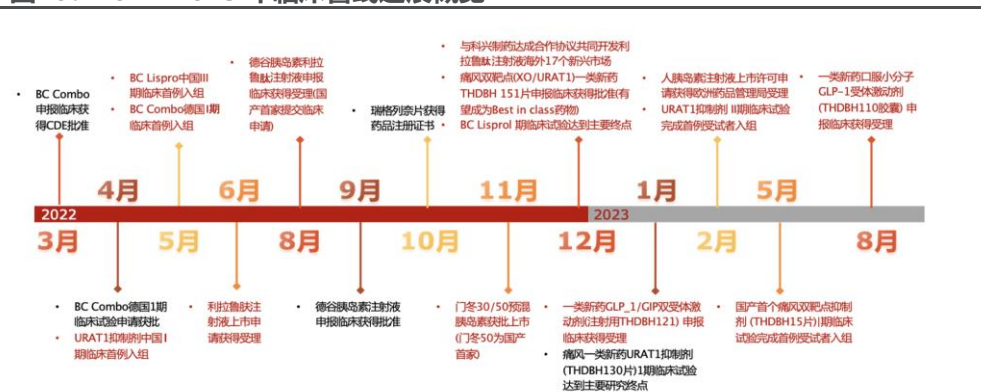 • BC Combo
申报临床获
得CDE批准
• BC Lispro中国III
期临床首例入组
• BC Combo德国I期
临床首例入组
• 德谷胰岛素利拉
鲁肽注射液申报
临床获得受理(国
产首家提交临床
申请)
• 瑞格列奈片获得
药品注册证书
• 与科兴制药达成合作协议共同开发利
拉鲁肽注射液海外17个新兴市场
• 痛风双靶点(XO/URAT1)一类新药
THDBH 151片申报临床获得批准(有
望成为Best in class药物)
• BC Lisprol 期临床试验达到主要终点
• 人胰岛素注射液上市许可申
请获得欧洲药品管理局受理
• URAT1抑制剂 II期临床试验
完成首例受试者入组
• 一类新药口服小分子
GLP-1受体激动剂
(THDBH110胶囊) 申
报临床获得受理
4月
6月
9月
11月
1月
5月
2022
2023
3月
5月
8月
10月
12月
2月
8月
• BC Combo德国1期
临床试验申请获批
• URAT1抑制剂中国 I
期临床首例入组
• 利拉鲁肽注
射液上市申
请获得受理
• 德谷胰岛素注射液
申报临床获得批准
• 门冬30/50预混
胰岛素获批上市
(门冬50为国产
首家)
• 一类新药GLP_1/GIP双受体激
动剂(注射用THDBH121) 申报
临床获得受理
• 痛风一类新药URAT1抑制剂
(THDBH130片)1期临床试验
达到主要研究终点
• 国产首个痛风双靶点抑制
剂 (THDBH15片)I期临床
试验完成首例受试者入组